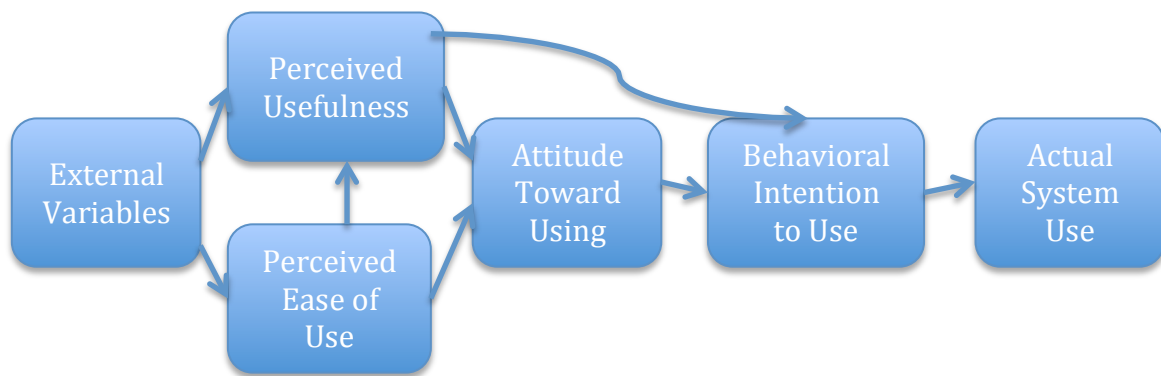 Perceived
Usefulness
External
Variables
Perceived
Ease of
Use
Attitude
Toward
Using
Behavioral
Intention
to Use
Actual
System
Use